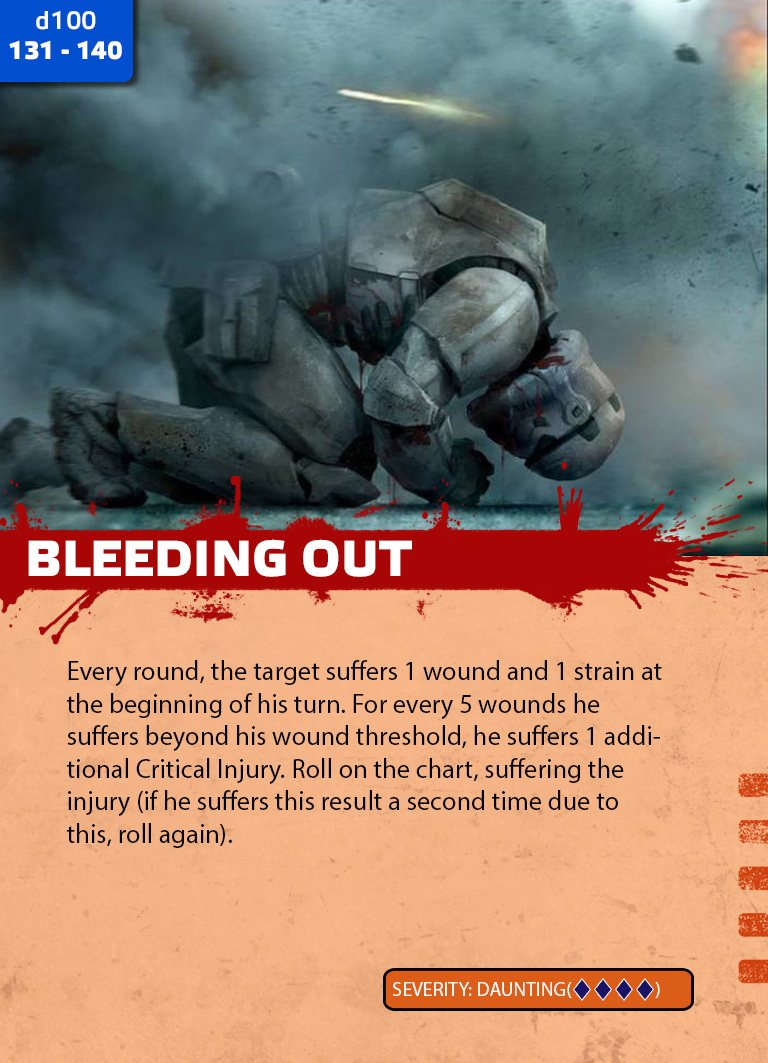 d100
131 - 140
BLEEDING OUT
Every round, the target suffers 1 wound and 1 strain at
the beginning of his turn. For every 5 wounds he
suffers beyond his wound threshold, he suffers 1 addi-
tional Critical Injury. Roll on the chart, suffering the
injury (if he suffers this result a second time due to
this, roll again).
SEVERITY: DAUNTING(◆◆◆◆)